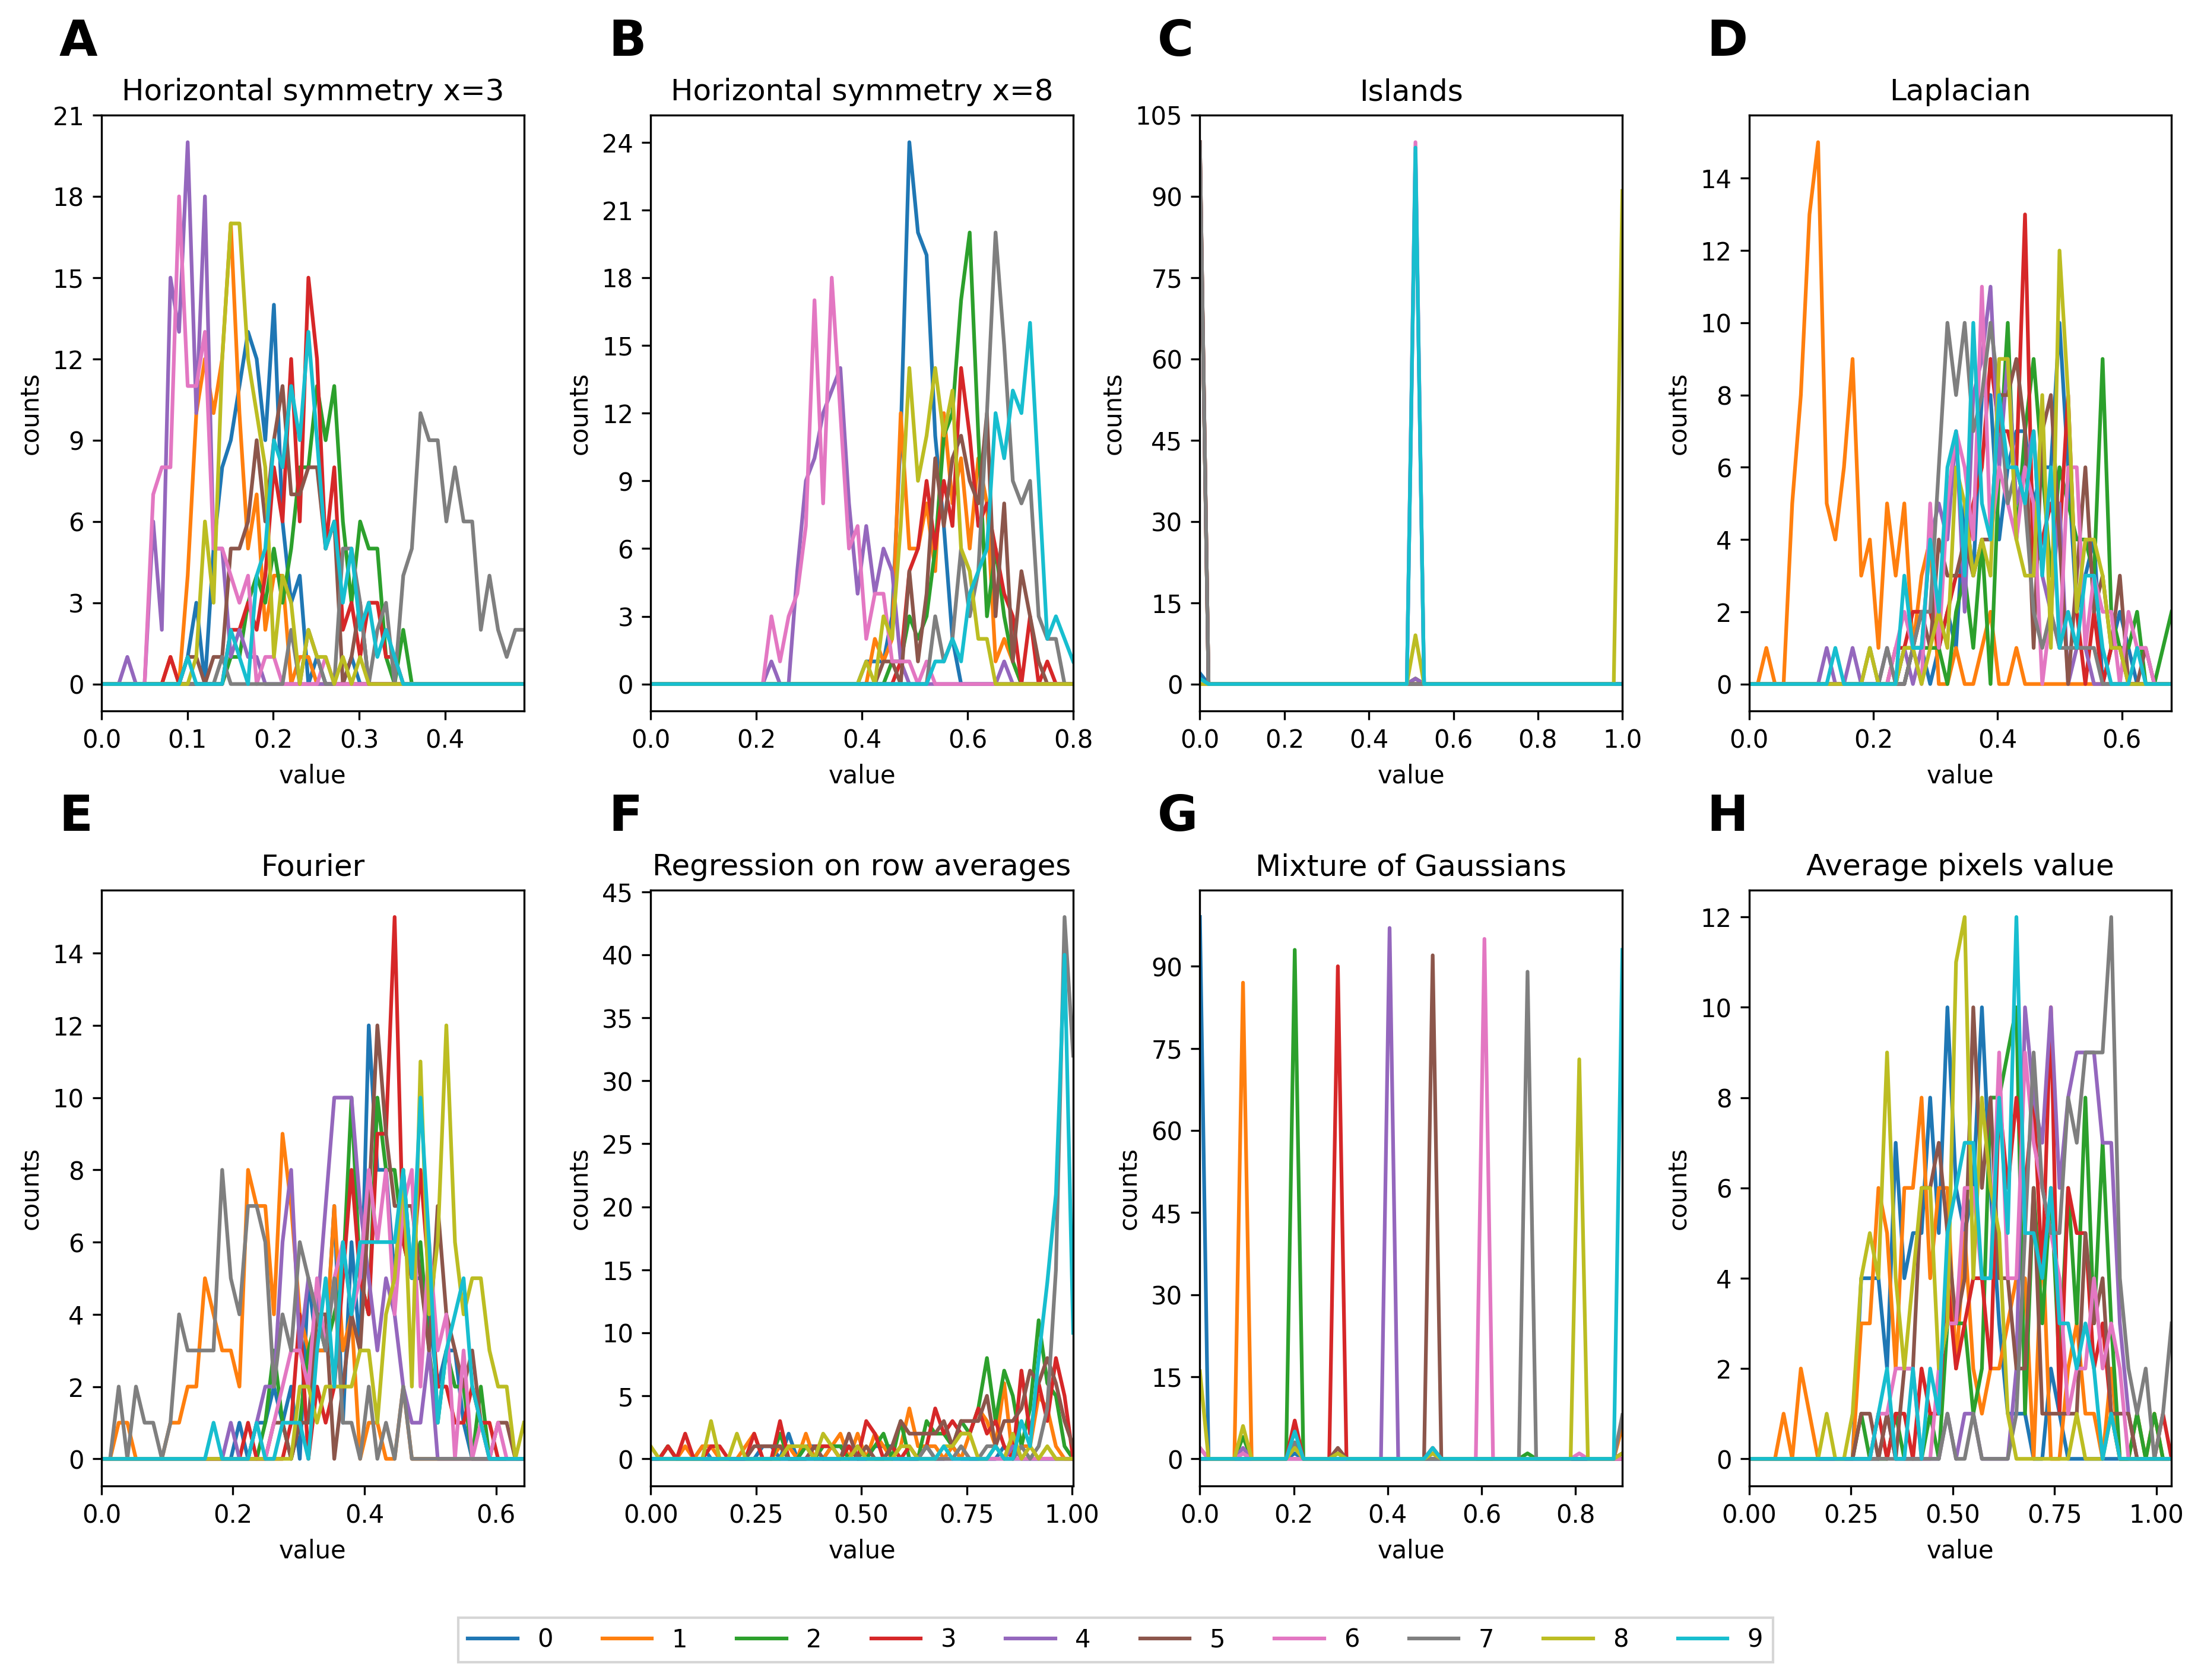 A
B
C
D
Horizontal symmetry x=3
Horizontal symmetry x=8
Islands
Laplacian
21
18
15
12
9
6
3
0
counts
0.0 0.1 0.2 0.3 0.4
value
24
21
18
15
12
9
6
3
0
counts
0.0 0.2 0.4 0.6 0.8
value
105
90
75
60
45
30
15
0
counts
0.0 0.2 0.4 0.6 0.8 1.0
value
14
12
10
8
6
4
2
0
counts
0.0 0.2 0.4 0.6
value
E
F
G
H
Fourier
Regression on row averages
Mixture of Gaussians
Average pixels value
14
12
10
8
6
4
2
0
counts
0.0 0.2 0.4 0.6
value
45
40
35
30
25
20
15
10
5
0
counts
0.00 0.25 0.50 0.75 1.00
value
90
75
60
45
30
15
0
counts
0.0 0.2 0.4 0.6 0.8
value
12
10
8
6
4
2
0
counts
0.00 0.25 0.50 0.75 1.00
value
0 1 2 3 4 5 6 7 8 9